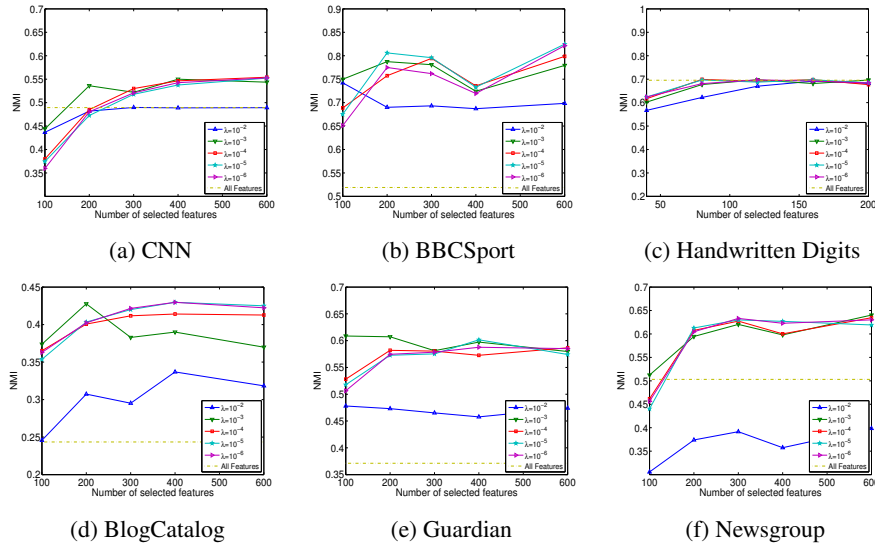 0.7
0.65
0.6
0.55
0.5
0.45
0.4
0.35
NMI
100 200 300 400 500 600
Number of selected features
λ=10⁻²
λ=10⁻³
λ=10⁻⁴
λ=10⁻⁵
λ=10⁻⁶
All Features
(a) CNN
0.9
0.85
0.8
0.75
0.7
0.65
0.6
0.55
0.5
NMI
100 200 300 400 500 600
Number of selected features
λ=10⁻²
λ=10⁻³
λ=10⁻⁴
λ=10⁻⁵
λ=10⁻⁶
All Features
(b) BBCSport
1
0.9
0.8
0.7
0.6
0.5
0.4
0.3
0.2
0.1
0
NMI
50 100 150 200
Number of selected features
λ=10⁻²
λ=10⁻³
λ=10⁻⁴
λ=10⁻⁵
λ=10⁻⁶
All Features
(c) Handwritten Digits
0.45
0.4
0.35
0.3
0.25
0.2
NMI
100 200 300 400 500 600
Number of selected features
λ=10⁻²
λ=10⁻³
λ=10⁻⁴
λ=10⁻⁵
λ=10⁻⁶
All Features
(d) BlogCatalog
0.7
0.65
0.6
0.55
0.5
0.45
0.4
0.35
NMI
100 200 300 400 500 600
Number of selected features
λ=10⁻²
λ=10⁻³
λ=10⁻⁴
λ=10⁻⁵
λ=10⁻⁶
All Features
(e) Guardian
0.7
0.65
0.6
0.55
0.5
0.45
0.4
0.35
NMI
100 200 300 400 500 600
Number of selected features
λ=10⁻²
λ=10⁻³
λ=10⁻⁴
λ=10⁻⁵
λ=10⁻⁶
All Features
(f) Newsgroup